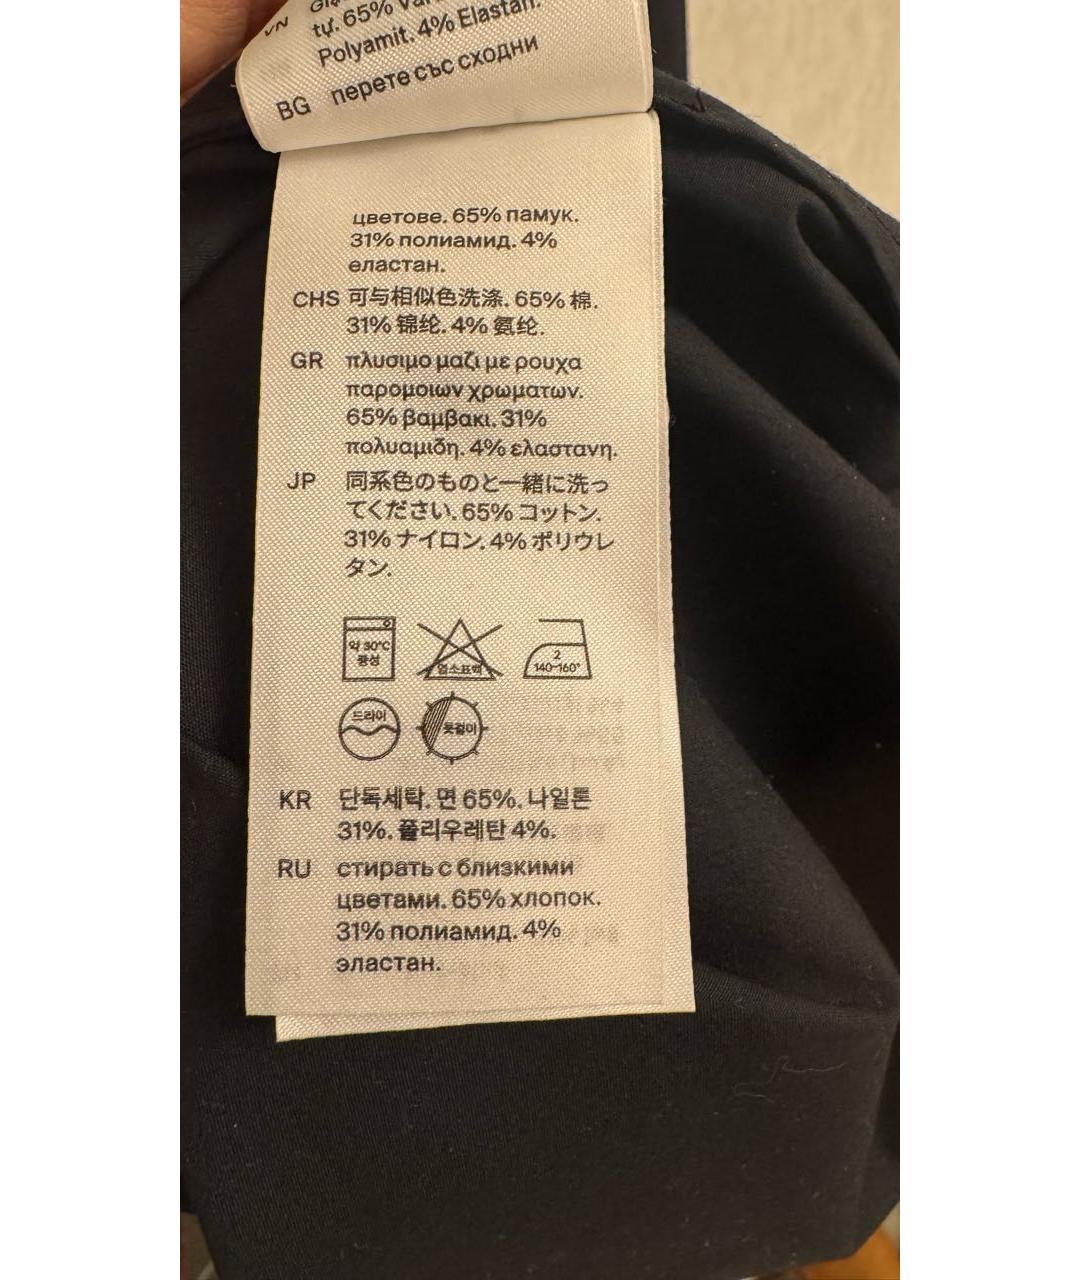 VN
tự. 65%
Polyamit. 4% Elastan.
BG перете със сходни
цветове. 65% памук.
31% полиамид. 4%
еластан.
CHS 可与相似色洗涤. 65% 棉.
31% 锦纶. 4% 氨纶.
GR πλυσιμο μαζι με ρουχα
παρομοιων χρωματων.
65% βαμβακι. 31%
πολυαμιδη. 4% ελαστανη.
JP 同系色のものと一緒に洗っ
てください. 65% コットン.
31% ナイロン. 4% ポリウレ
タン.
약 30°C
중성
염소표백
2
140-160°
드라이
옷걸이
KR 단독세탁. 면 65%. 나일론
31%. 폴리우레탄 4%.
RU стирать с близкими
цветами. 65% хлопок.
31% полиамид. 4%
эластан.